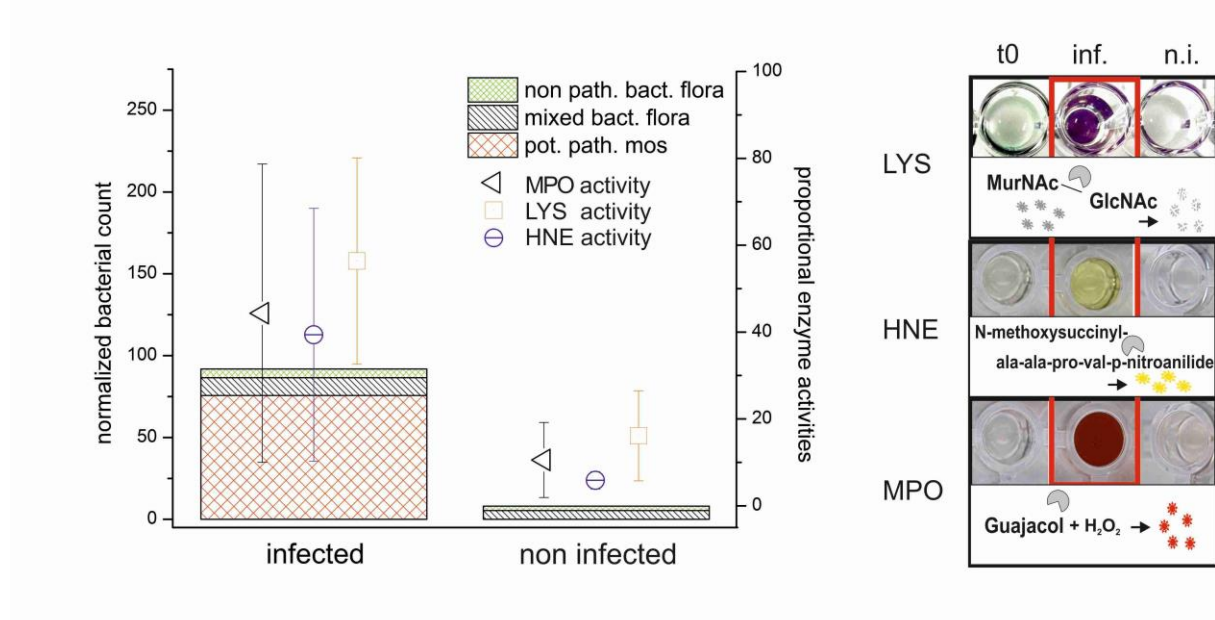 normalized bacterial count
250
200
150
100
50
0
infected
non infected
non path. bact. flora
mixed bact. flora
pot. path. mos
MPO activity
LYS activity
HNE activity
100
80
60
40
20
0
proportional enzyme activities
t0 inf. n.i.
LYS
MurNAc
GlcNAc
HNE
N-methoxysuccinyl-
ala-ala-pro-val-p-nitroanilide
MPO
Guajacol + H₂O₂